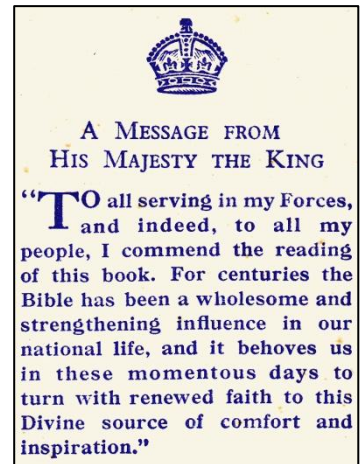 A Message from
His Majesty the King
“To all serving in my Forces,
and indeed, to all my
people, I commend the reading
of this book. For centuries the
Bible has been a wholesome and
strengthening influence in our
national life, and it behoves us
in these momentous days to
turn with renewed faith to this
Divine source of comfort and
inspiration.”